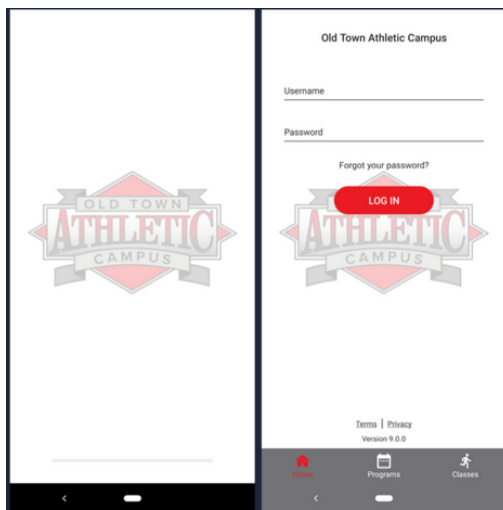 OLD TOWN
ATHLETIC
CAMPUS
Old Town Athletic Campus
Username
Password
Forgot your password?
LOG IN
OLD TOWN
ATHLETIC
CAMPUS
Terms | Privacy
Version 9.0.0
Home Programs Classes